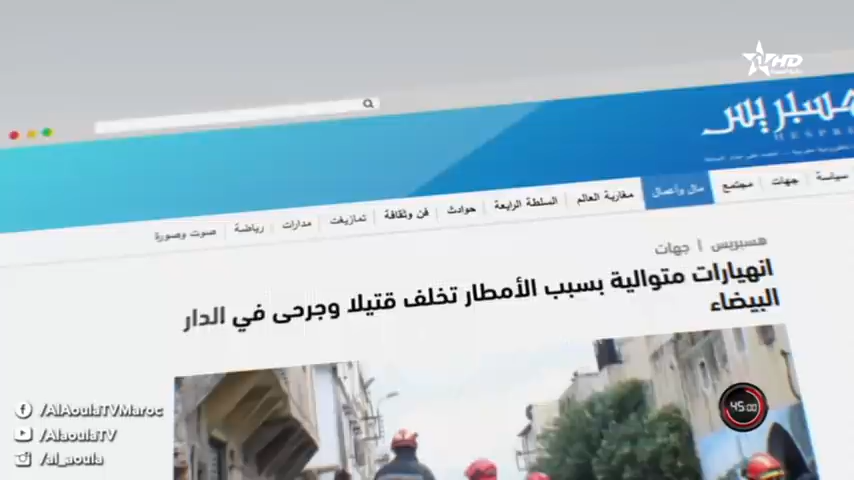 HD
هسبريس
سياسة
جهات
مجتمع
مال وأعمال
مغاربة العالم
السلطة الرابعة
حوادث
فن وثقافة
تمازيغت
مدارات
رياضة
صوت وصورة
هسبريس | جهات
انهيارات متوالية بسبب الأمطار تخلف قتيلا وجرحى في الدار
البيضاء
45:00
/AlAoulaTVMaroc
/AlaoulaTV
/al_aoula